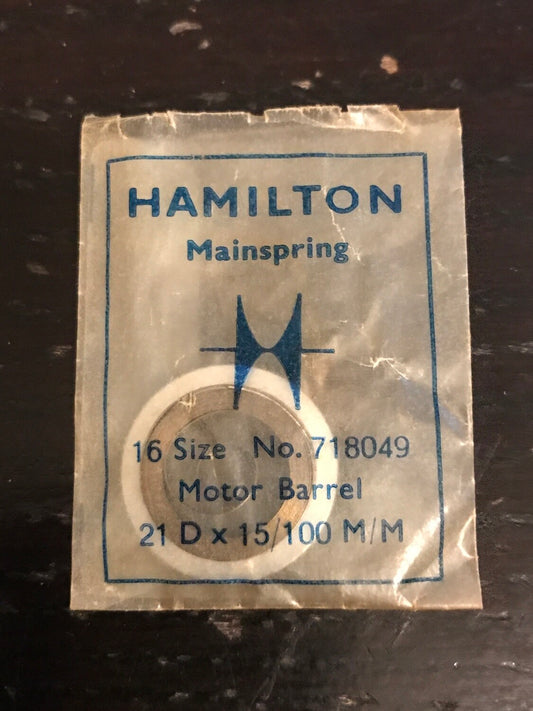 HAMILTON
Mainspring
16 Size No. 718049
Motor Barrel
21 D x 15/100 M/M